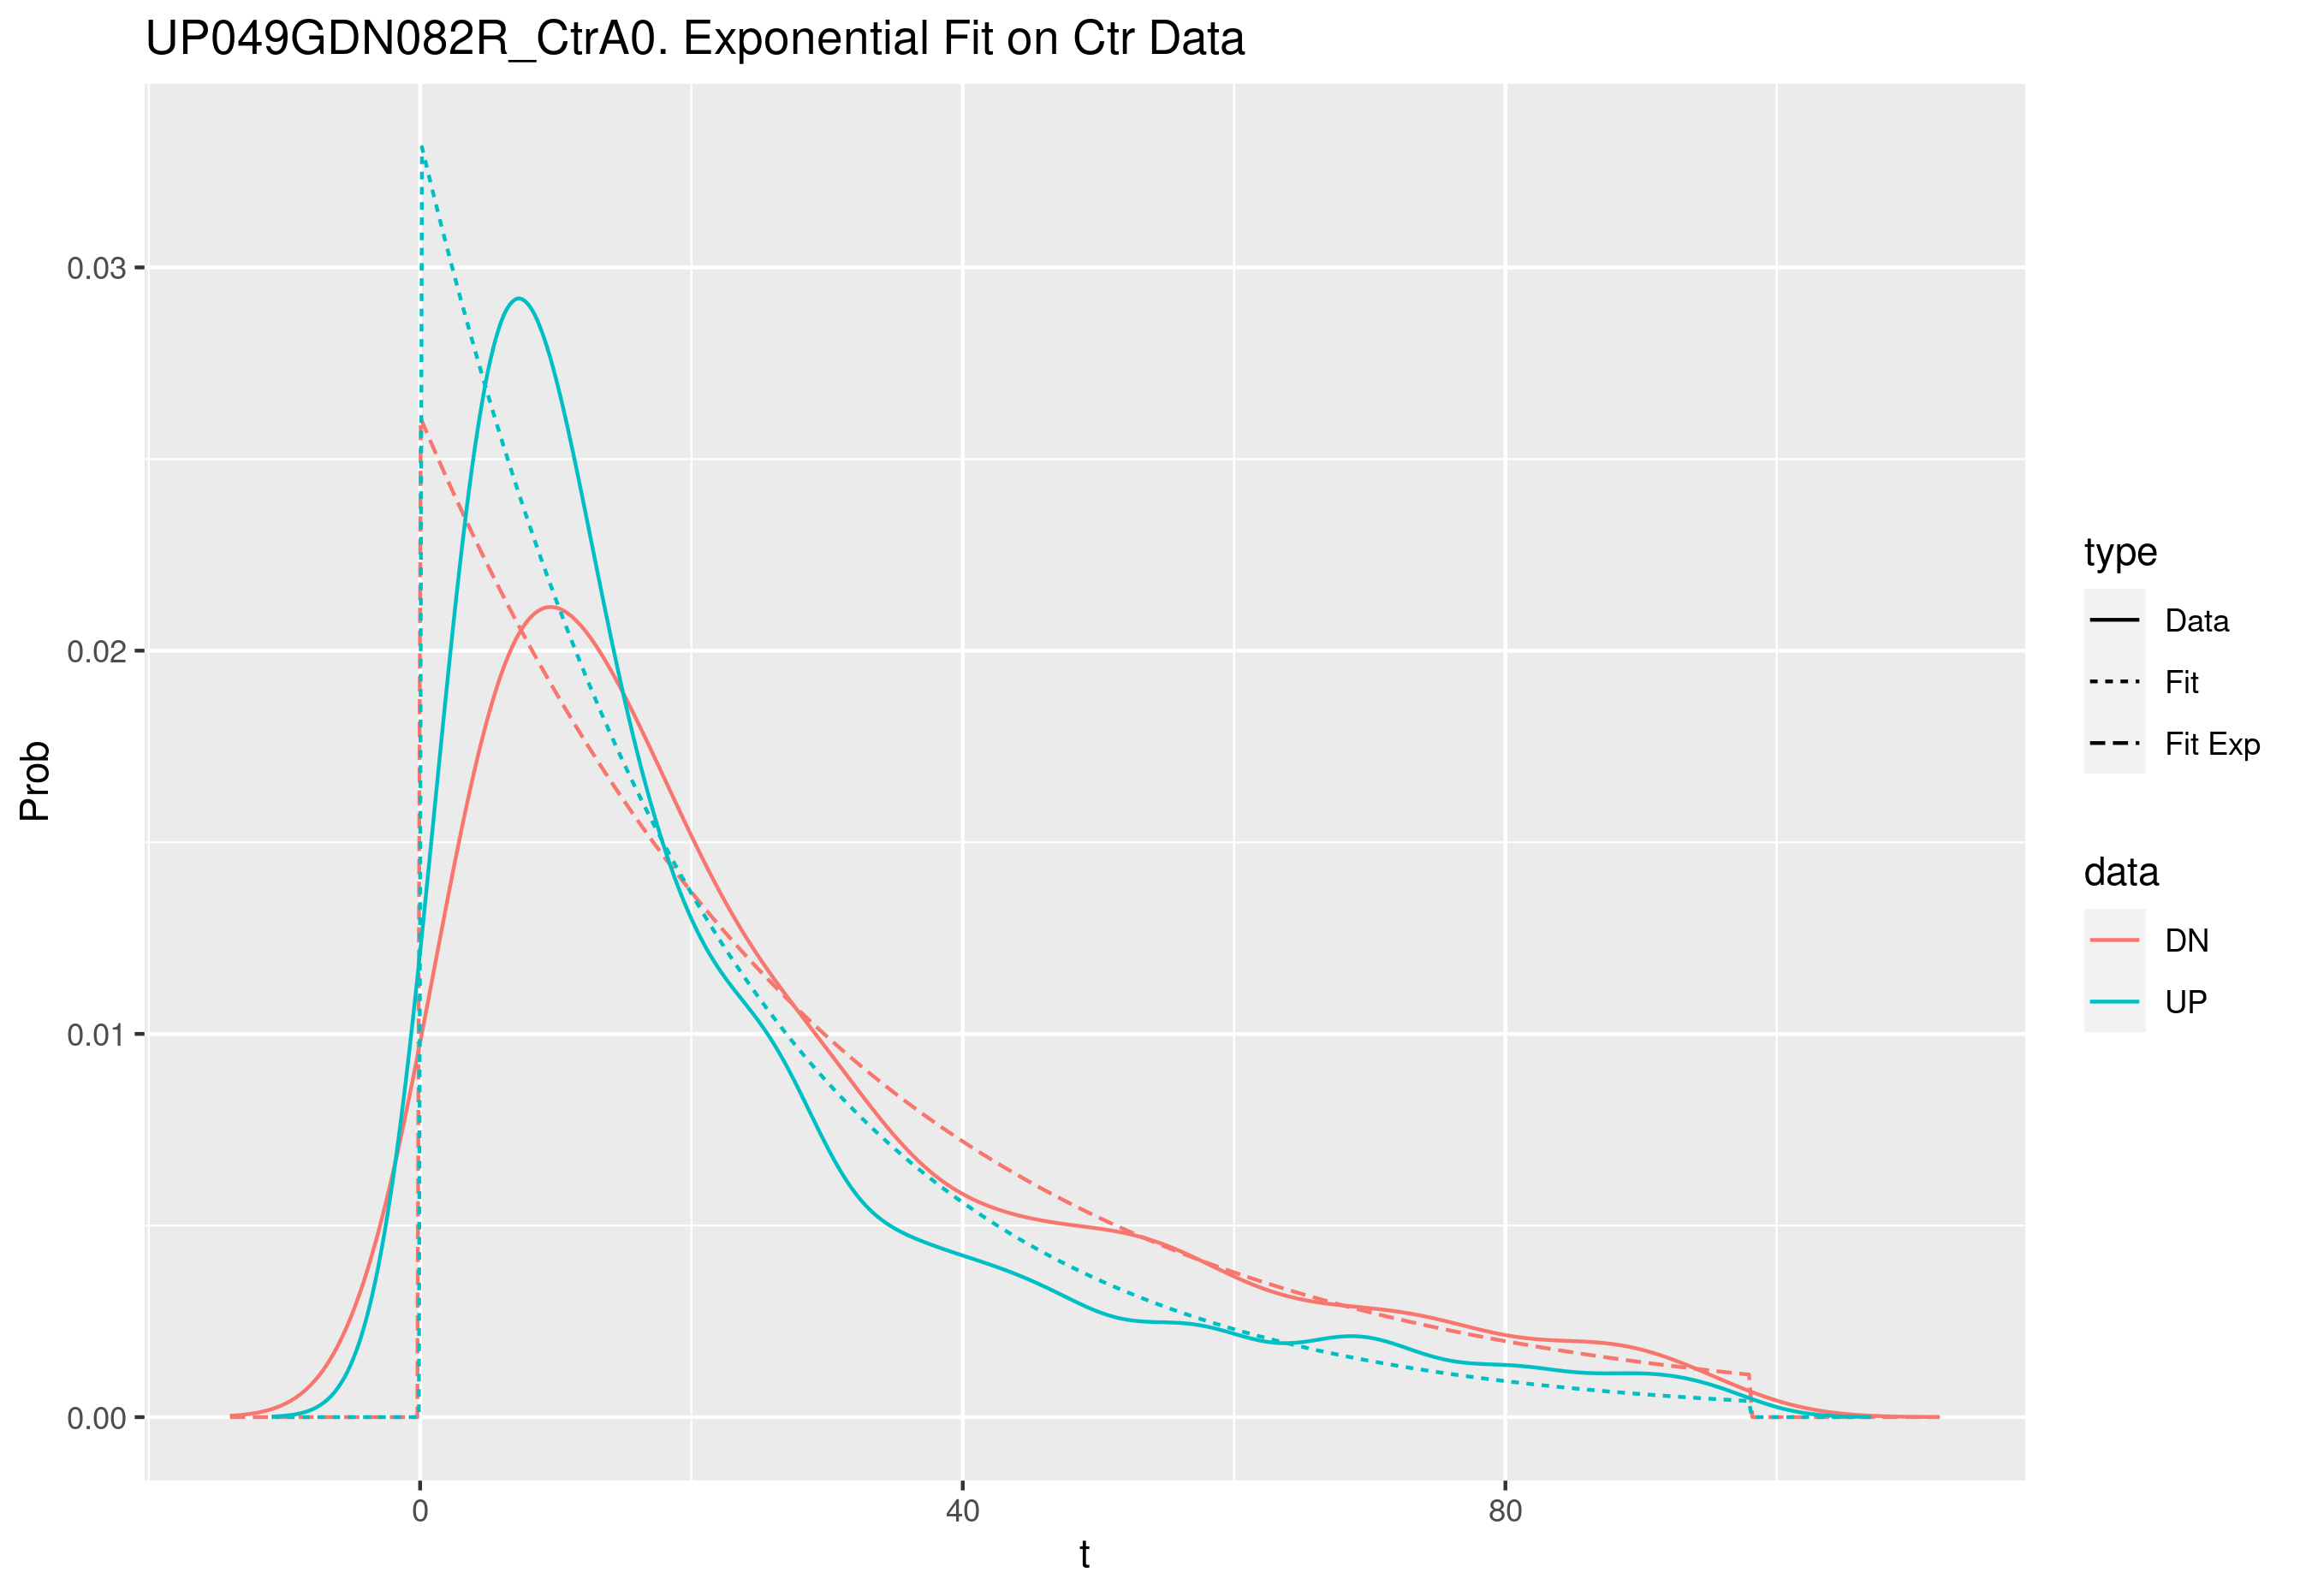 UP049GDN082R_CtrA0. Exponential Fit on Ctr Data
Prob
0.03
0.02
0.01
0.00
0
40
80
t
type
Data
Fit
Fit Exp
data
DN
UP